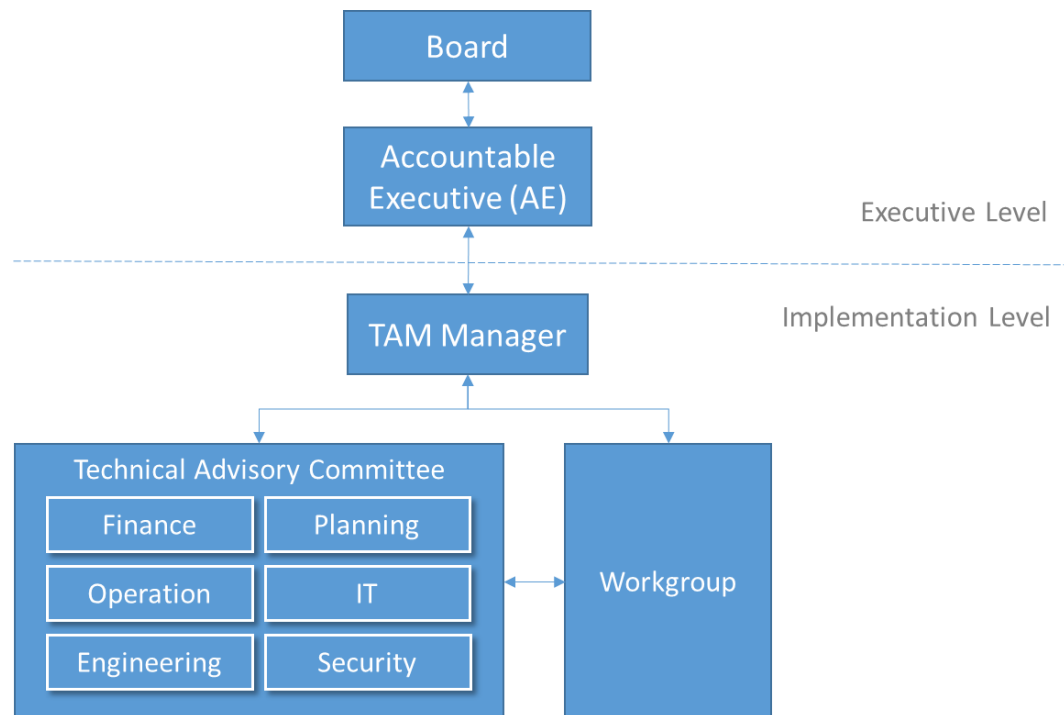 Board
Accountable
Executive (AE)
Executive Level
TAM Manager
Implementation Level
Technical Advisory Committee
Finance
Planning
Operation
IT
Engineering
Security
Workgroup